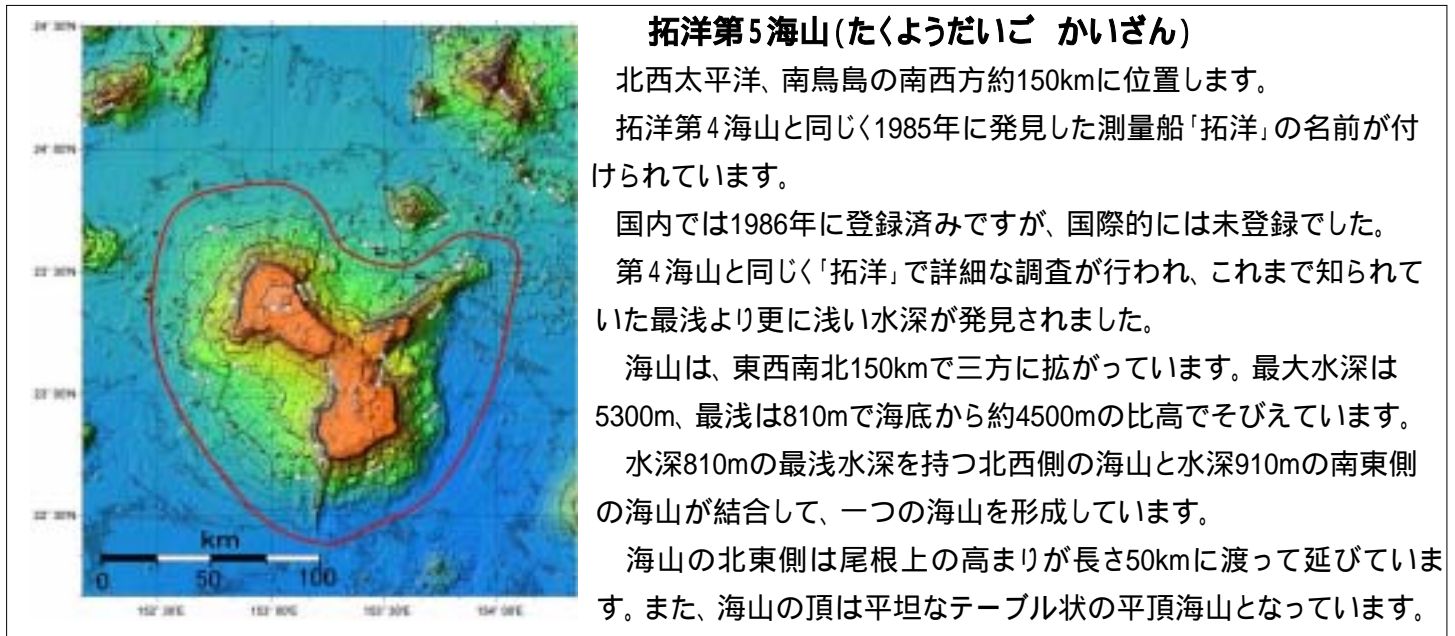 拓洋第5海山(たくようだいご かいざん)
北西太平洋、南鳥島の南西方約150kmに位置します。
拓洋第4海山と同じく1985年に発見した測量船「拓洋」の名前が付
けられています。
国内では1986年に登録済みですが、国際的には未登録でした。
第4海山と同じく「拓洋」で詳細な調査が行われ、これまで知られて
いた最浅より更に浅い水深が発見されました。
海山は、東西南北150kmで三方に拡がっています。最大水深は
5300m、最浅は810mで海底から約4500mの比高でそびえています。
水深810mの最浅水深を持つ北西側の海山と水深910mの南東側
の海山が結合して、一つの海山を形成しています。
海山の北東側は尾根上の高まりが長さ50kmに渡って延びていま
す。また、海山の頂は平坦なテーブル状の平頂海山となっています。
km
0 50 100